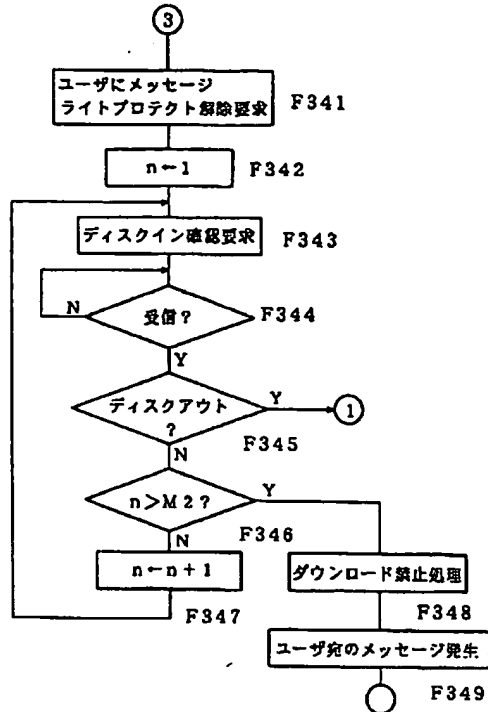 ③
ユーザにメッセージ
ライトプロテクト解除要求
F341
n←1
F342
ディスクイン確認要求
F343
受信？
N
F344
Y
ディスクアウト
？
Y
①
F345
N
n＞M2？
Y
F346
N
n←n＋1
F347
ダウンロード禁止処理
F348
ユーザ宛のメッセージ発生
F349